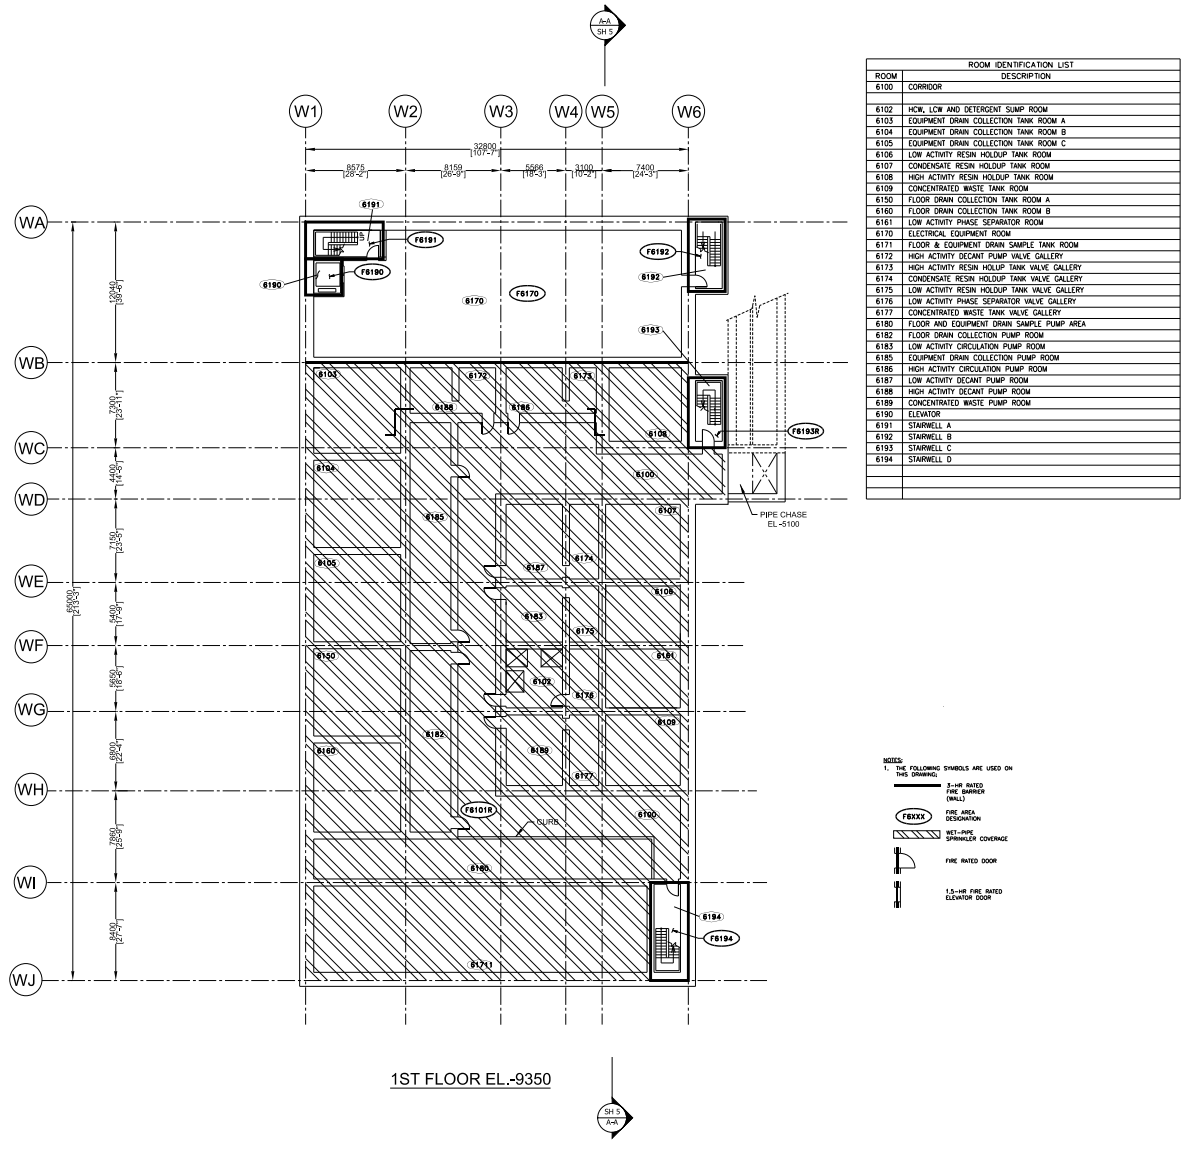 A-A
SH 5
W1 W2 W3 W4 W5 W6
32800
[107'-7"]
8575 8159 5566 3100 7400
[28'-2"] [26'-9"] [18'-3"] [10'-2"] [24'-3"]
WA
WB
WC
WD
WE
WF
WG
WH
WI
WJ
65000
[213'-3"]
12040
[39'-6"]
7300
[23'-11"]
4400
[14'-5"]
7150
[23'-5"]
5400
[17'-9"]
5650
[18'-6"]
6800
[22'-4"]
7860
[25'-9"]
8400
[27'-7"]
6191
UP
F6191
F6190
6190
F6192
6192
6170
F6170
6193
6103
6172
6173
6188
6186
6108
F6193R
6104
6100
6107
6185
PIPE CHASE
EL -5100
6105
6174
6187
6106
6183
6175
6150
6161
6102
6176
6109
6182
6160
6189
6177
F6101R
6100
CURB
6180
6194
F6194
61711
1ST FLOOR EL.-9350
SH 5
A-A
ROOM IDENTIFICATION LIST
ROOM DESCRIPTION
6100 CORRIDOR
6102 HCW, LCW AND DETERGENT SUMP ROOM
6103 EQUIPMENT DRAIN COLLECTION TANK ROOM A
6104 EQUIPMENT DRAIN COLLECTION TANK ROOM B
6105 EQUIPMENT DRAIN COLLECTION TANK ROOM C
6106 LOW ACTIVITY RESIN HOLDUP TANK ROOM
6107 CONDENSATE RESIN HOLDUP TANK ROOM
6108 HIGH ACTIVITY RESIN HOLDUP TANK ROOM
6109 CONCENTRATED WASTE TANK ROOM
6150 FLOOR DRAIN COLLECTION TANK ROOM A
6160 FLOOR DRAIN COLLECTION TANK ROOM B
6161 LOW ACTIVITY PHASE SEPARATOR ROOM
6170 ELECTRICAL EQUIPMENT ROOM
6171 FLOOR & EQUIPMENT DRAIN SAMPLE TANK ROOM
6172 HIGH ACTIVITY DECANT PUMP VALVE GALLERY
6173 HIGH ACTIVITY RESIN HOLUP TANK VALVE GALLERY
6174 CONDENSATE RESIN HOLDUP TANK VALVE GALLERY
6175 LOW ACTIVITY RESIN HOLDUP TANK VALVE GALLERY
6176 LOW ACTIVITY PHASE SEPARATOR VALVE GALLERY
6177 CONCENTRATED WASTE TANK VALVE GALLERY
6180 FLOOR AND EQUIPMENT DRAIN SAMPLE PUMP AREA
6182 FLOOR DRAIN COLLECTION PUMP ROOM
6183 LOW ACTIVITY CIRCULATION PUMP ROOM
6185 EQUIPMENT DRAIN COLLECTION PUMP ROOM
6186 HIGH ACTIVITY CIRCULATION PUMP ROOM
6187 LOW ACTIVITY DECANT PUMP ROOM
6188 HIGH ACTIVITY DECANT PUMP ROOM
6189 CONCENTRATED WASTE PUMP ROOM
6190 ELEVATOR
6191 STAIRWELL A
6192 STAIRWELL B
6193 STAIRWELL C
6194 STAIRWELL D
NOTES:
1. THE FOLLOWING SYMBOLS ARE USED ON
THIS DRAWING;
3-HR RATED
FIRE BARRIER
(WALL)
F6XXX
FIRE AREA
DESIGNATION
WET-PIPE
SPRINKLER COVERAGE
FIRE RATED DOOR
1.5-HR FIRE RATED
ELEVATOR DOOR